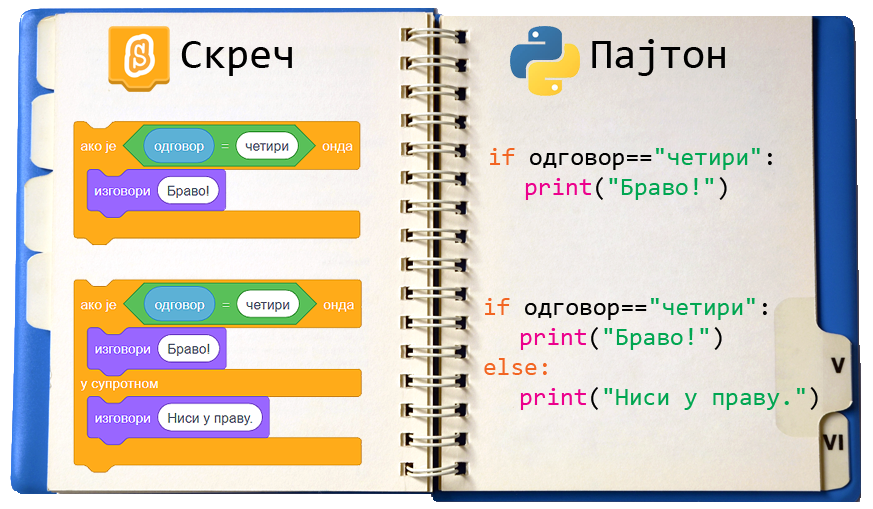 Скреч
ако је одговор = четири онда
изговори Браво!
ако је одговор = четири онда
изговори Браво!
у супротном
изговори Ниси у праву.
Пајтон
if одговор=="четири":
print("Браво!")
if одговор=="четири":
print("Браво!")
else:
print("Ниси у праву.")
V
VI